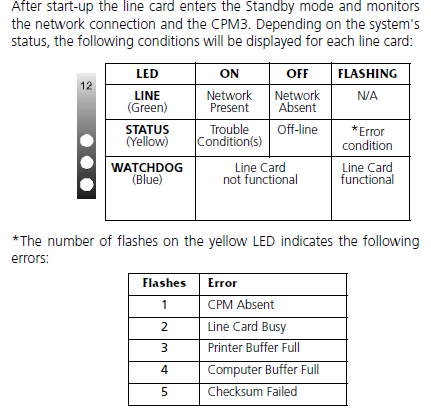 After start-up the line card enters the Standby mode and monitors
the network connection and the CPM3. Depending on the system's
status, the following conditions will be displayed for each line card:
12
LED ON OFF FLASHING
LINE (Green) Network Present Network Absent N/A
STATUS (Yellow) Trouble Condition(s) Off-line *Error condition
WATCHDOG (Blue) Line Card not functional Line Card functional
*The number of flashes on the yellow LED indicates the following
errors:
Flashes Error
1 CPM Absent
2 Line Card Busy
3 Printer Buffer Full
4 Computer Buffer Full
5 Checksum Failed